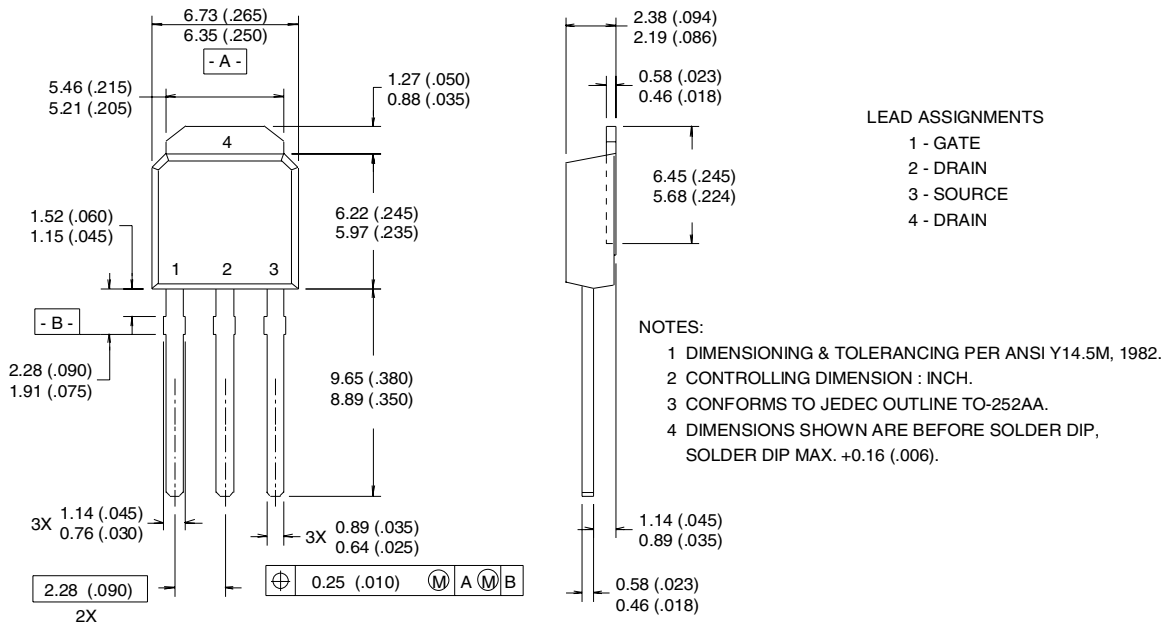 6.73 (.265)
6.35 (.250)
- A -
5.46 (.215)
5.21 (.205)
1.27 (.050)
0.88 (.035)
4
1.52 (.060)
1.15 (.045)
6.22 (.245)
5.97 (.235)
1 2 3
- B -
2.28 (.090)
1.91 (.075)
9.65 (.380)
8.89 (.350)
3X 1.14 (.045)
0.76 (.030)
3X 0.89 (.035)
0.64 (.025)
2.28 (.090)
2X
⌖ 0.25 (.010) Ⓜ A Ⓜ B
2.38 (.094)
2.19 (.086)
0.58 (.023)
0.46 (.018)
6.45 (.245)
5.68 (.224)
1.14 (.045)
0.89 (.035)
0.58 (.023)
0.46 (.018)
LEAD ASSIGNMENTS
1 - GATE
2 - DRAIN
3 - SOURCE
4 - DRAIN
NOTES:
1 DIMENSIONING & TOLERANCING PER ANSI Y14.5M, 1982.
2 CONTROLLING DIMENSION : INCH.
3 CONFORMS TO JEDEC OUTLINE TO-252AA.
4 DIMENSIONS SHOWN ARE BEFORE SOLDER DIP,
SOLDER DIP MAX. +0.16 (.006).